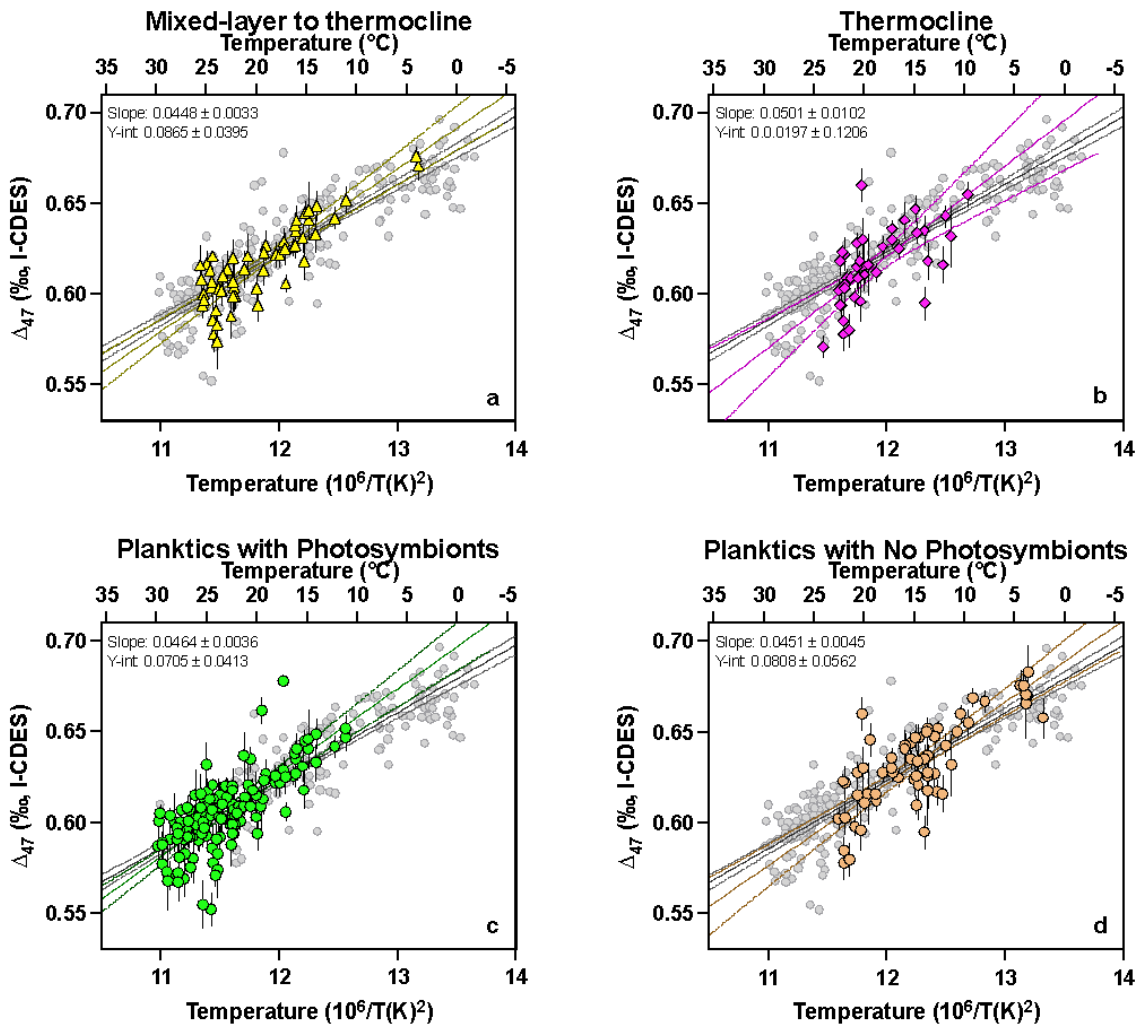 Mixed-layer to thermocline
Temperature (°C)
35 30 25 20 15 10 5 0 -5
0.70
0.65
0.60
0.55
Δ47 (‰, I-CDES)
Slope: 0.0448 ± 0.0033
Y-int: 0.0865 ± 0.0395
a
11 12 13 14
Temperature (10⁶/T(K)²)
Thermocline
Temperature (°C)
35 30 25 20 15 10 5 0 -5
0.70
0.65
0.60
0.55
Δ47 (‰, I-CDES)
Slope: 0.0501 ± 0.0102
Y-int: 0.0.0197 ± 0.1206
b
11 12 13 14
Temperature (10⁶/T(K)²)
Planktics with Photosymbionts
Temperature (°C)
35 30 25 20 15 10 5 0 -5
0.70
0.65
0.60
0.55
Δ47 (‰, I-CDES)
Slope: 0.0464 ± 0.0036
Y-int: 0.0705 ± 0.0413
c
11 12 13 14
Temperature (10⁶/T(K)²)
Planktics with No Photosymbionts
Temperature (°C)
35 30 25 20 15 10 5 0 -5
0.70
0.65
0.60
0.55
Δ47 (‰, I-CDES)
Slope: 0.0451 ± 0.0045
Y-int: 0.0808 ± 0.0562
d
11 12 13 14
Temperature (10⁶/T(K)²)